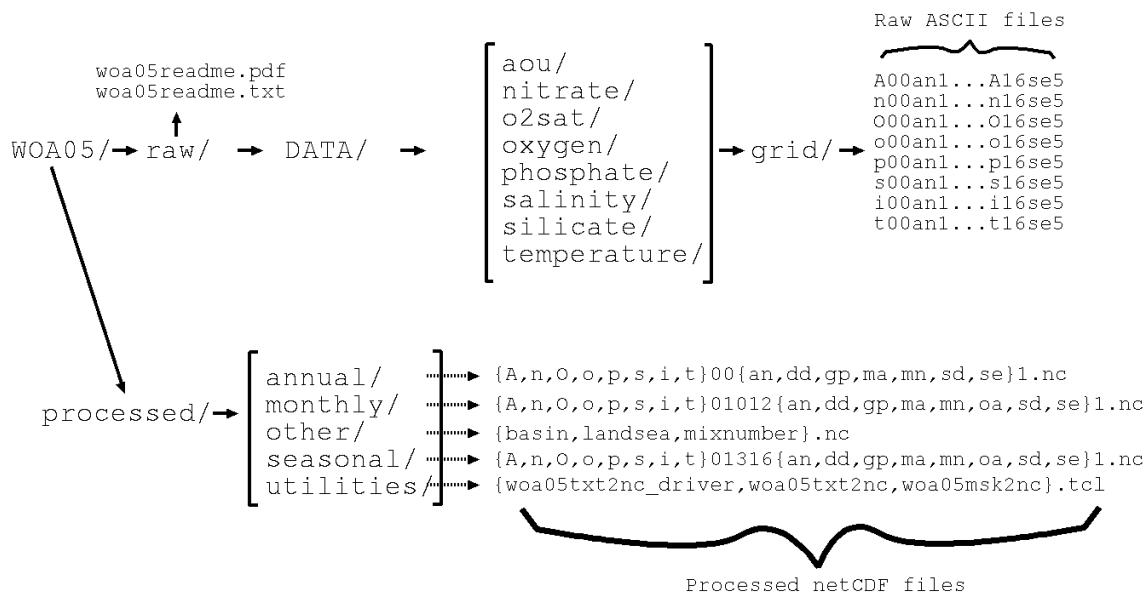 Raw ASCII files
woa05readme.pdf
woa05readme.txt
WOA05/
raw/
DATA/
aou/
nitrate/
o2sat/
oxygen/
phosphate/
salinity/
silicate/
temperature/
grid/
A00an1...A16se5
n00an1...n16se5
O00an1...O16se5
o00an1...o16se5
p00an1...p16se5
s00an1...s16se5
i00an1...i16se5
t00an1...t16se5
processed/
annual/
monthly/
other/
seasonal/
utilities/
{A,n,O,o,p,s,i,t}00{an,dd,gp,ma,mn,sd,se}1.nc
{A,n,O,o,p,s,i,t}01012{an,dd,gp,ma,mn,oa,sd,se}1.nc
{basin,landsea,mixnumber}.nc
{A,n,O,o,p,s,i,t}01316{an,dd,gp,ma,mn,oa,sd,se}1.nc
{woa05txt2nc_driver,woa05txt2nc,woa05msk2nc}.tcl
Processed netCDF files